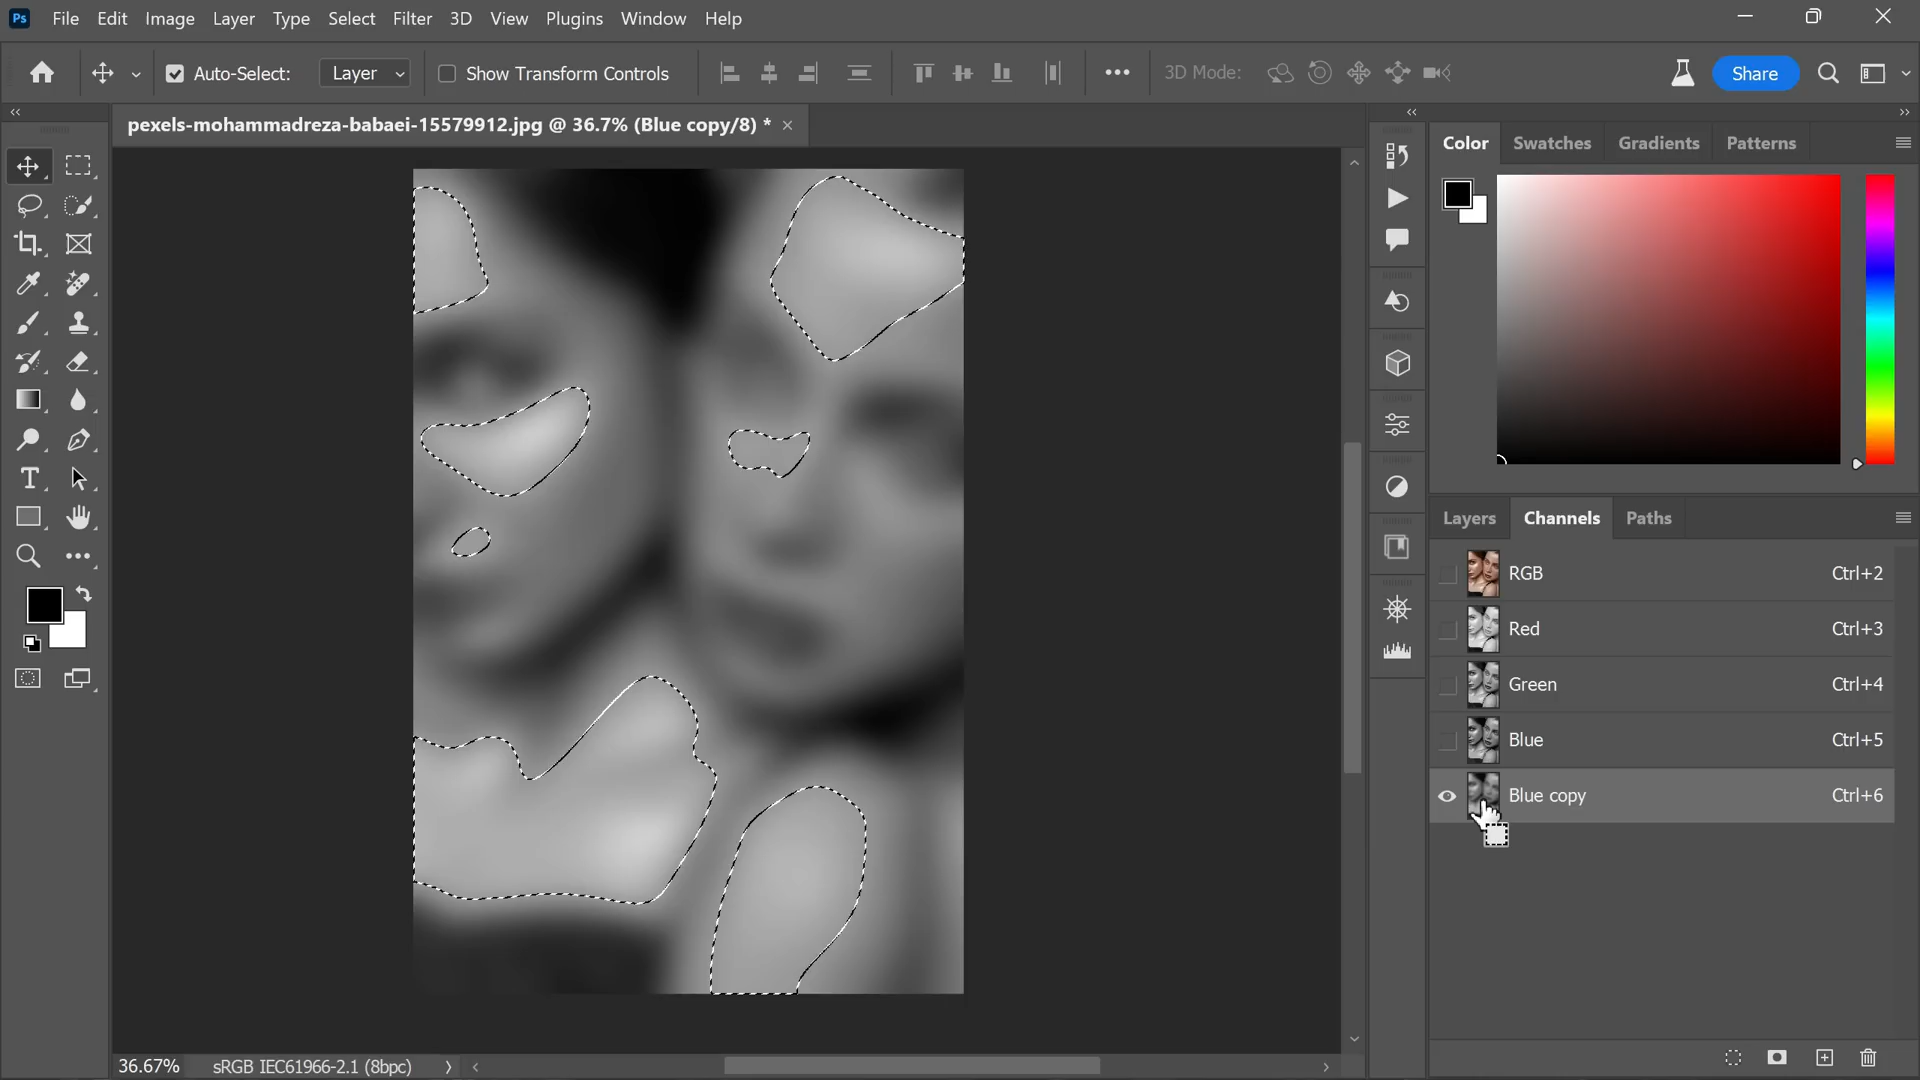 Ps File Edit Image Layer Type Select Filter 3D View Plugins Window Help
Auto-Select: Layer Show Transform Controls 3D Mode: Share
pexels-mohammadreza-babaei-15579912.jpg @ 36.7% (Blue copy/8) *
Color Swatches Gradients Patterns
Layers Channels Paths
RGB Ctrl+2
Red Ctrl+3
Green Ctrl+4
Blue Ctrl+5
Blue copy Ctrl+6
36.67% sRGB IEC61966-2.1 (8bpc)